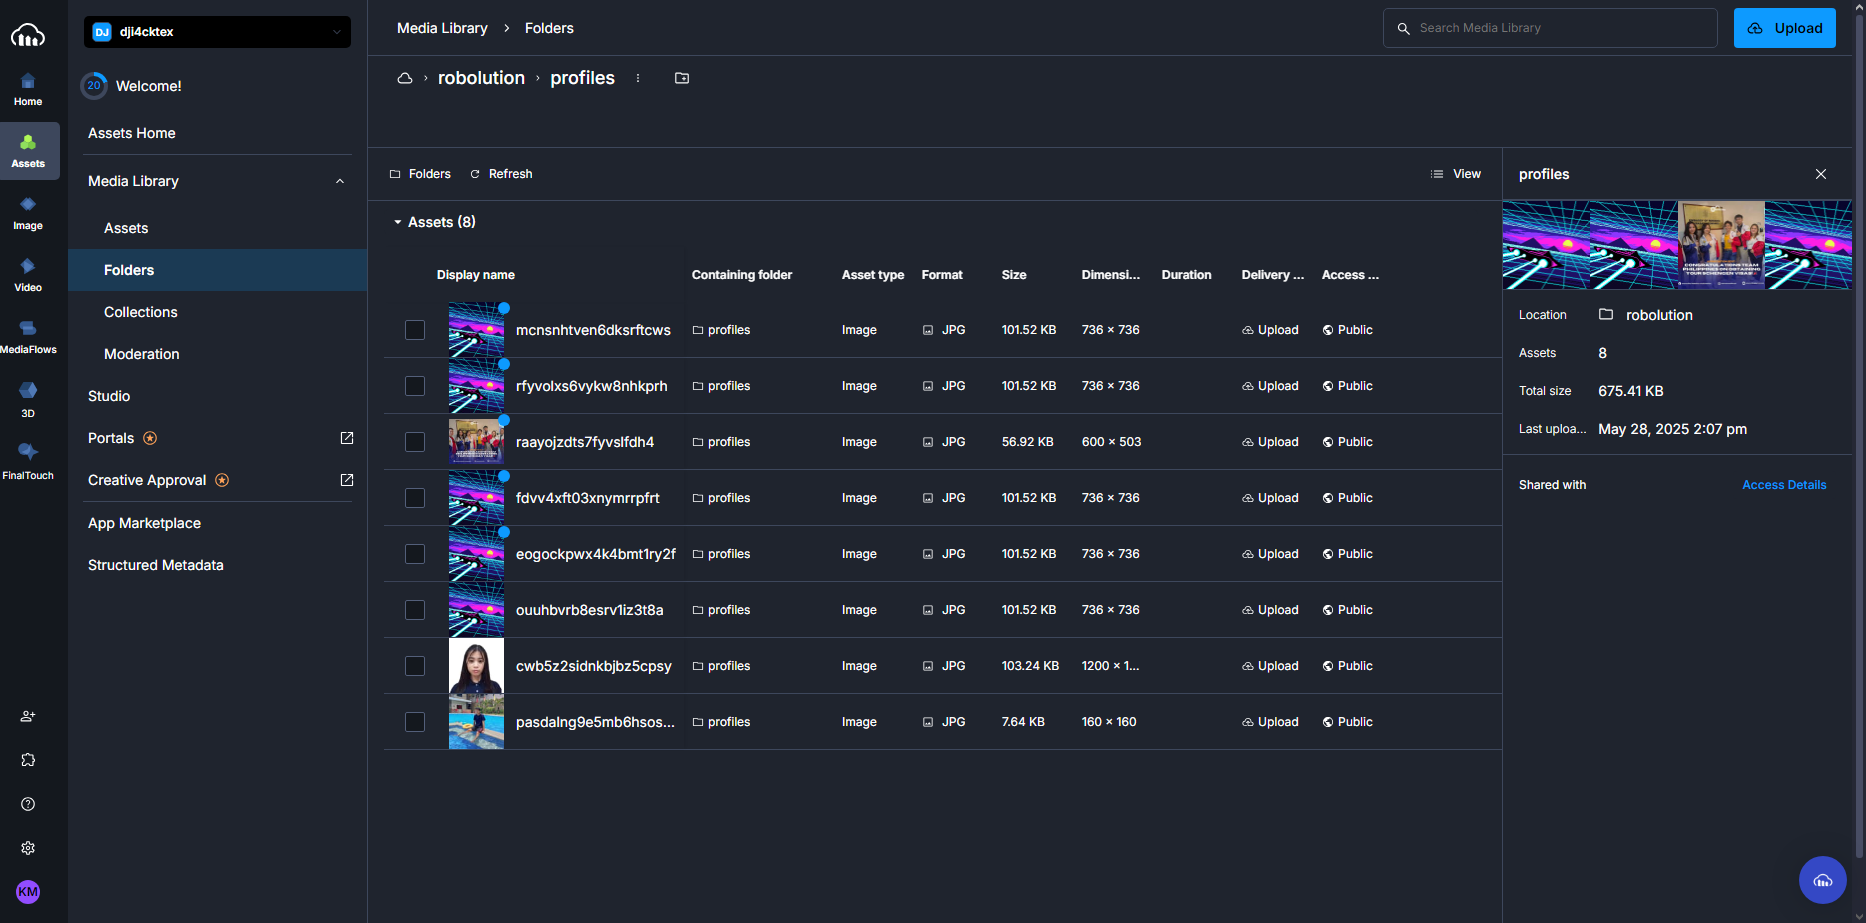 DJ dji4cktex
Media Library Folders
Search Media Library
Upload
Home
Assets
Image
Video
MediaFlows
3D
FinalTouch
KM
20 Welcome!
Assets Home
Media Library
Assets
Folders
Collections
Moderation
Studio
Portals
Creative Approval
App Marketplace
Structured Metadata
robolution profiles
Folders Refresh View
Assets (8)
Display name Containing folder Asset type Format Size Dimensi... Duration Delivery ... Access ...
mcnsnhtven6dksrftcws profiles Image JPG 101.52 KB 736 × 736 Upload Public
rfyvolxs6vykw8nhkprh profiles Image JPG 101.52 KB 736 × 736 Upload Public
raayojzdts7fyvslfdh4 profiles Image JPG 56.92 KB 600 × 503 Upload Public
fdvv4xft03xnymrrpfrt profiles Image JPG 101.52 KB 736 × 736 Upload Public
eogockpwx4k4bmt1ry2f profiles Image JPG 101.52 KB 736 × 736 Upload Public
ouuhbvrb8esrv1iz3t8a profiles Image JPG 101.52 KB 736 × 736 Upload Public
cwb5z2sidnkbjbz5cpsy profiles Image JPG 103.24 KB 1200 × 1... Upload Public
pasdalng9e5mb6hsos... profiles Image JPG 7.64 KB 160 × 160 Upload Public
profiles
CONGRATULATIONS TEAM
PHILIPPINES ON OBTAINING
Location robolution
Assets 8
Total size 675.41 KB
Last uploa... May 28, 2025 2:07 pm
Shared with Access Details